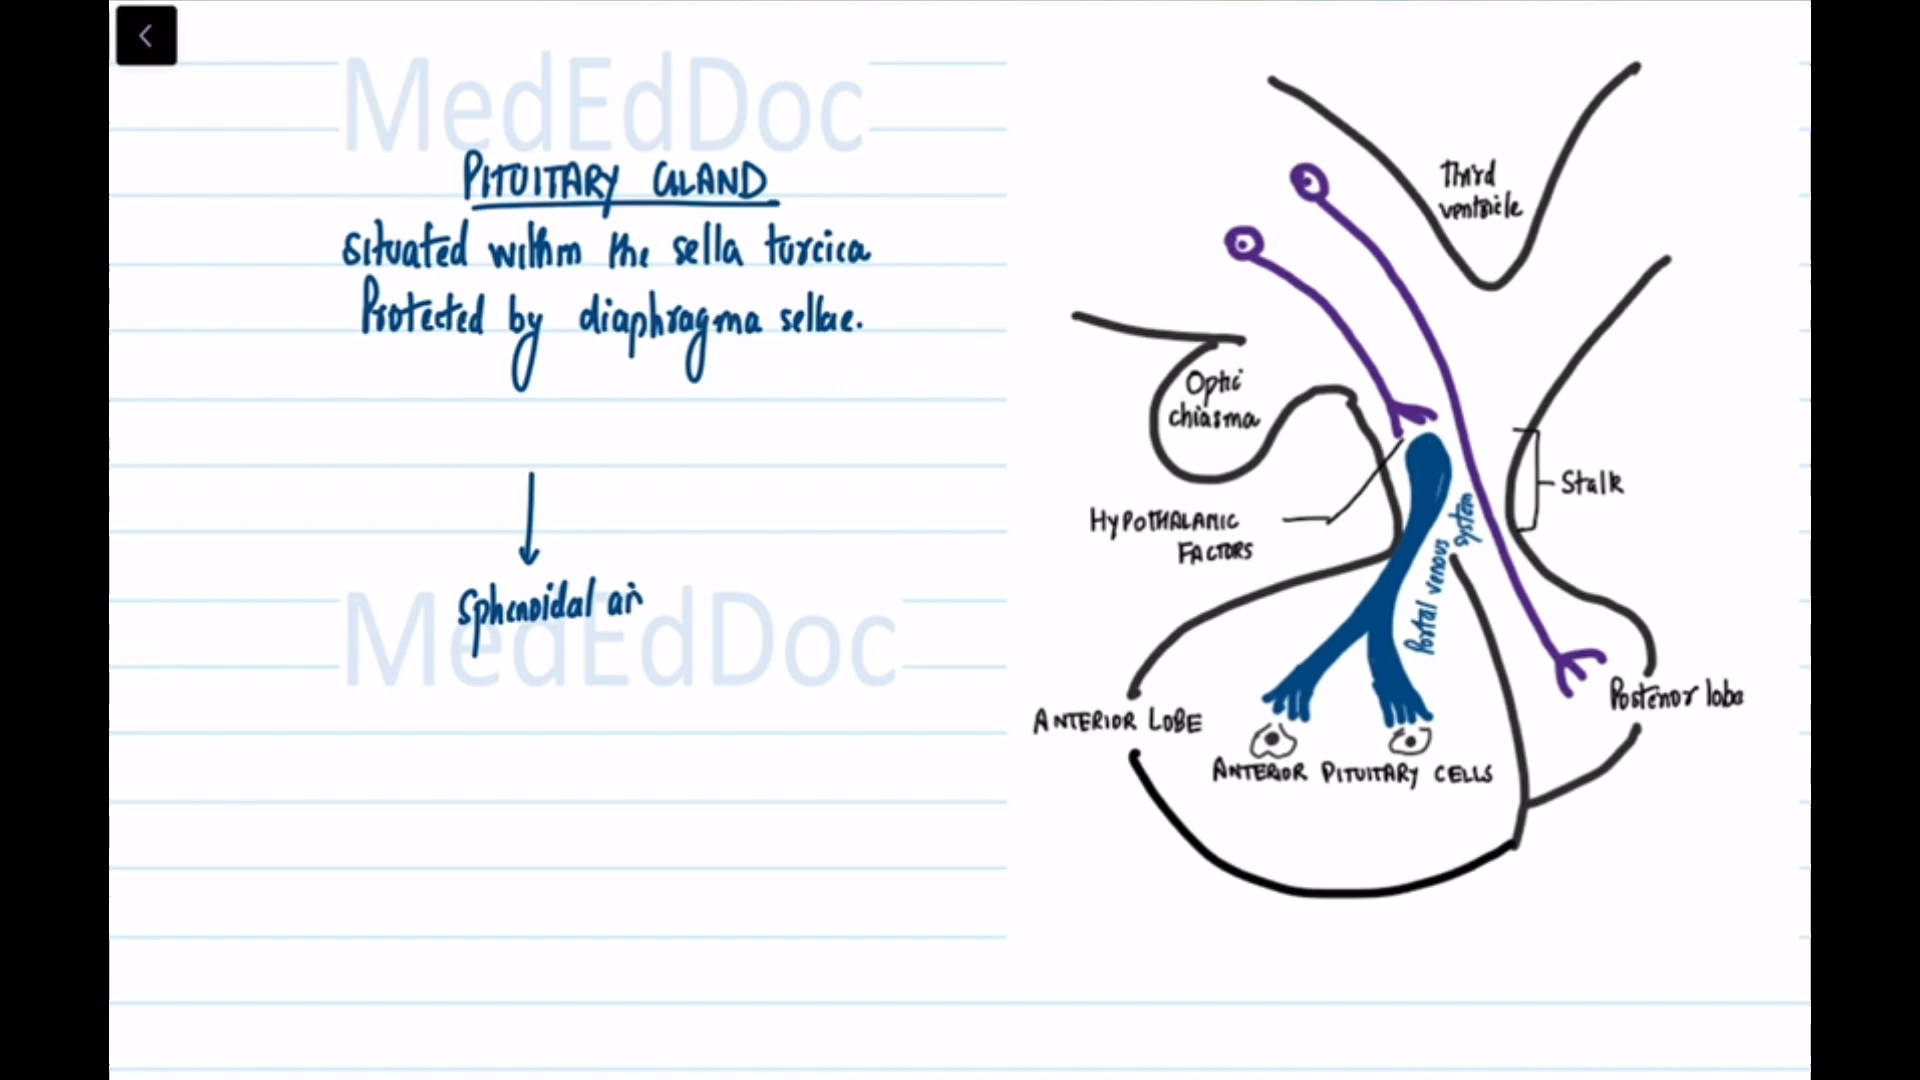 MedEdDoc
PITUITARY GLAND
situated within the sella turcica
Protected by diaphragma sellae.
Sphenoidal air
MedEdDoc
Third
ventricle
Optic
chiasma
Stalk
HYPOTHALAMIC
FACTORS
Portal venous
system
ANTERIOR LOBE
Posterior lobe
ANTERIOR PITUITARY CELLS